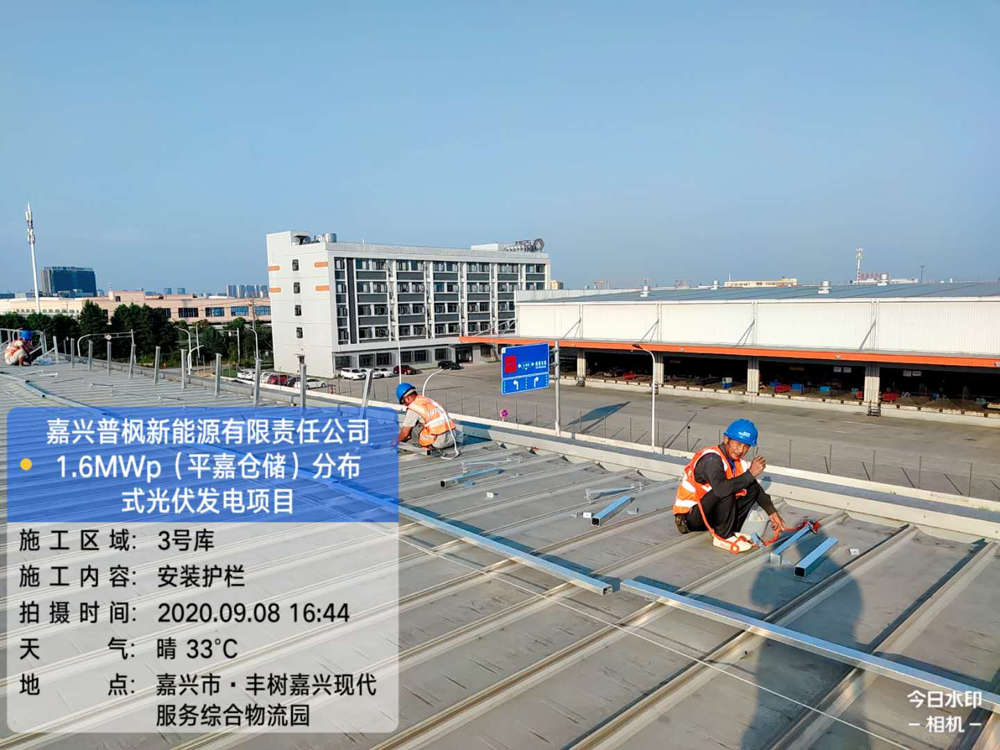 嘉兴普枫新能源有限责任公司
1.6MWp（平嘉仓储）分布
式光伏发电项目
施工区域: 3号库
施工内容: 安装护栏
拍摄时间: 2020.09.08 16:44
天气: 晴 33°C
地点: 嘉兴市·丰树嘉兴现代
服务综合物流园
今日水印
相机